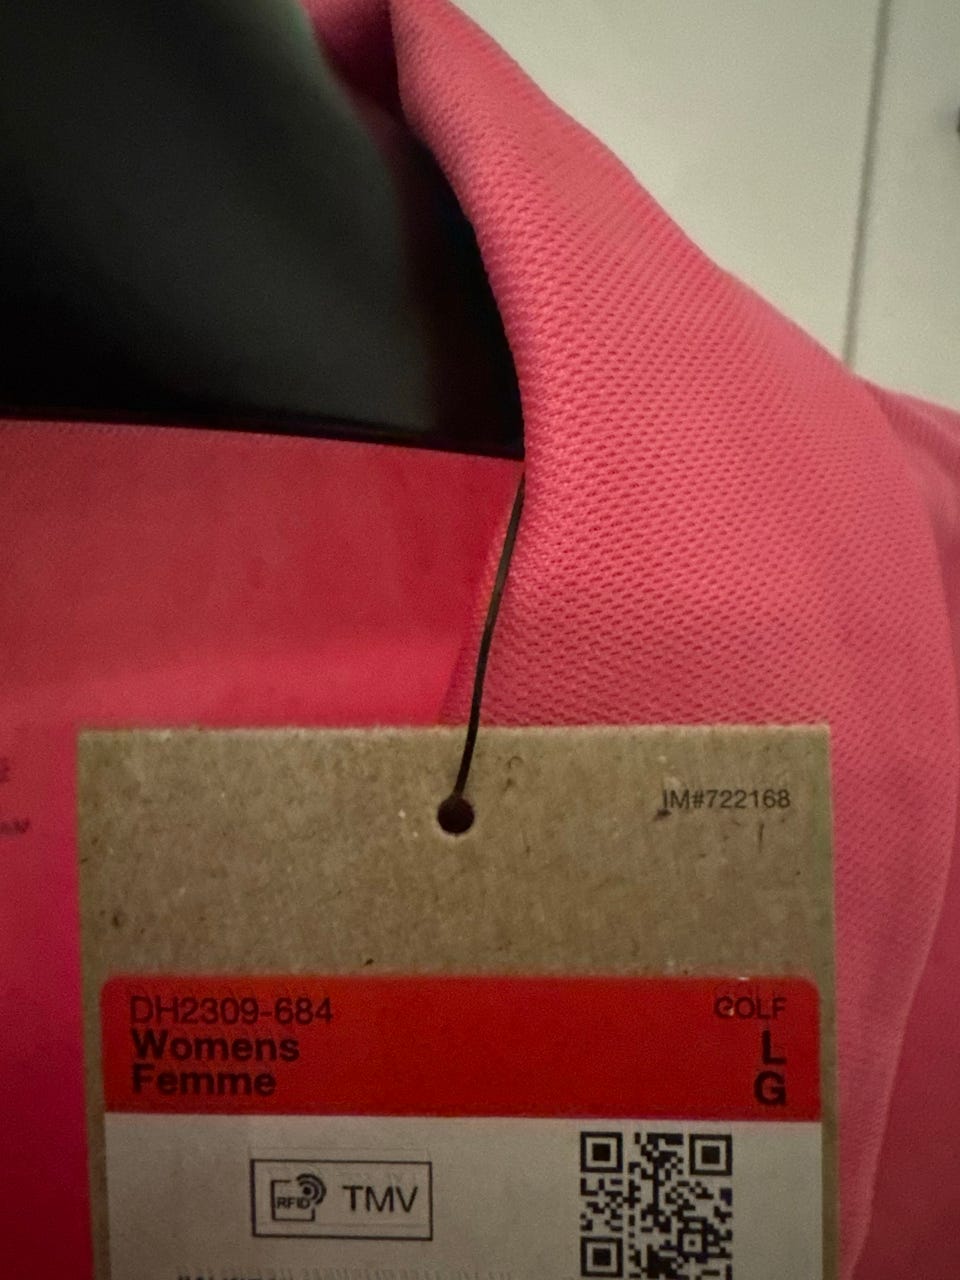 IM#722168
DH2309-684
GOLF
Womens
L
Femme
G
RFID
TMV